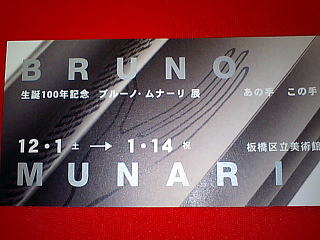 BRUNO
生誕100年記念 ブルーノ・ムナーリ 展 あの手 この手
12・1土 → 1・14祝 板橋区立美術館
MUNARI